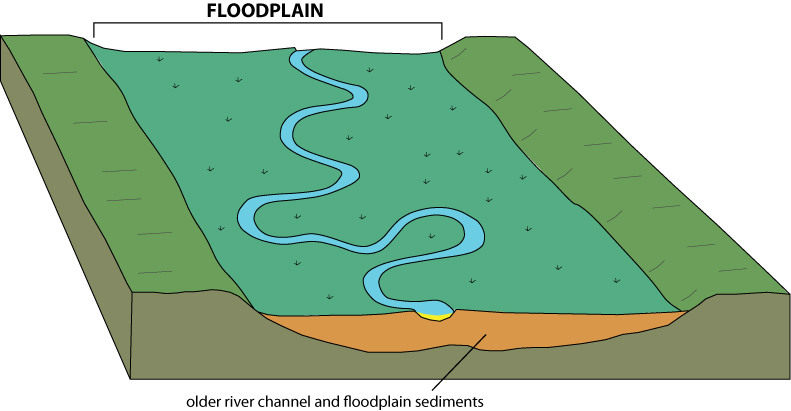 FLOODPLAIN
older river channel and floodplain sediments